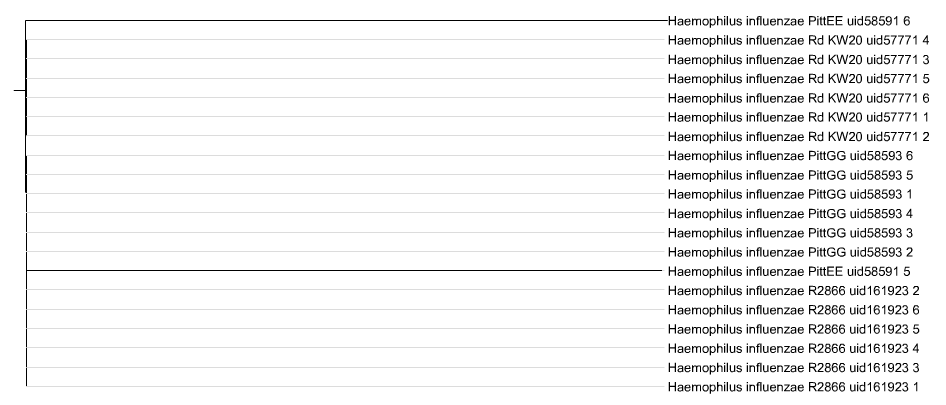 Haemophilus influenzae PittEE uid58591 6
Haemophilus influenzae Rd KW20 uid57771 4
Haemophilus influenzae Rd KW20 uid57771 3
Haemophilus influenzae Rd KW20 uid57771 5
Haemophilus influenzae Rd KW20 uid57771 6
Haemophilus influenzae Rd KW20 uid57771 1
Haemophilus influenzae Rd KW20 uid57771 2
Haemophilus influenzae PittGG uid58593 6
Haemophilus influenzae PittGG uid58593 5
Haemophilus influenzae PittGG uid58593 1
Haemophilus influenzae PittGG uid58593 4
Haemophilus influenzae PittGG uid58593 3
Haemophilus influenzae PittGG uid58593 2
Haemophilus influenzae PittEE uid58591 5
Haemophilus influenzae R2866 uid161923 2
Haemophilus influenzae R2866 uid161923 6
Haemophilus influenzae R2866 uid161923 5
Haemophilus influenzae R2866 uid161923 4
Haemophilus influenzae R2866 uid161923 3
Haemophilus influenzae R2866 uid161923 1